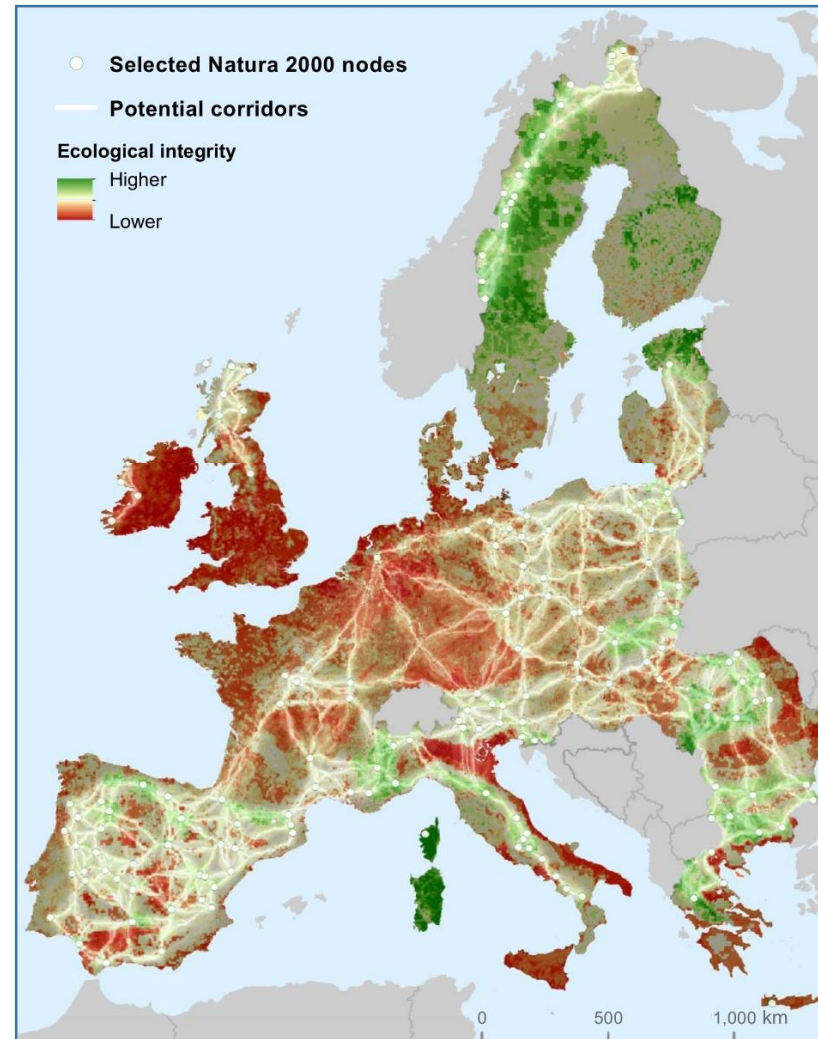 Selected Natura 2000 nodes
Potential corridors
Ecological integrity
Higher
Lower
0 500 1,000 km